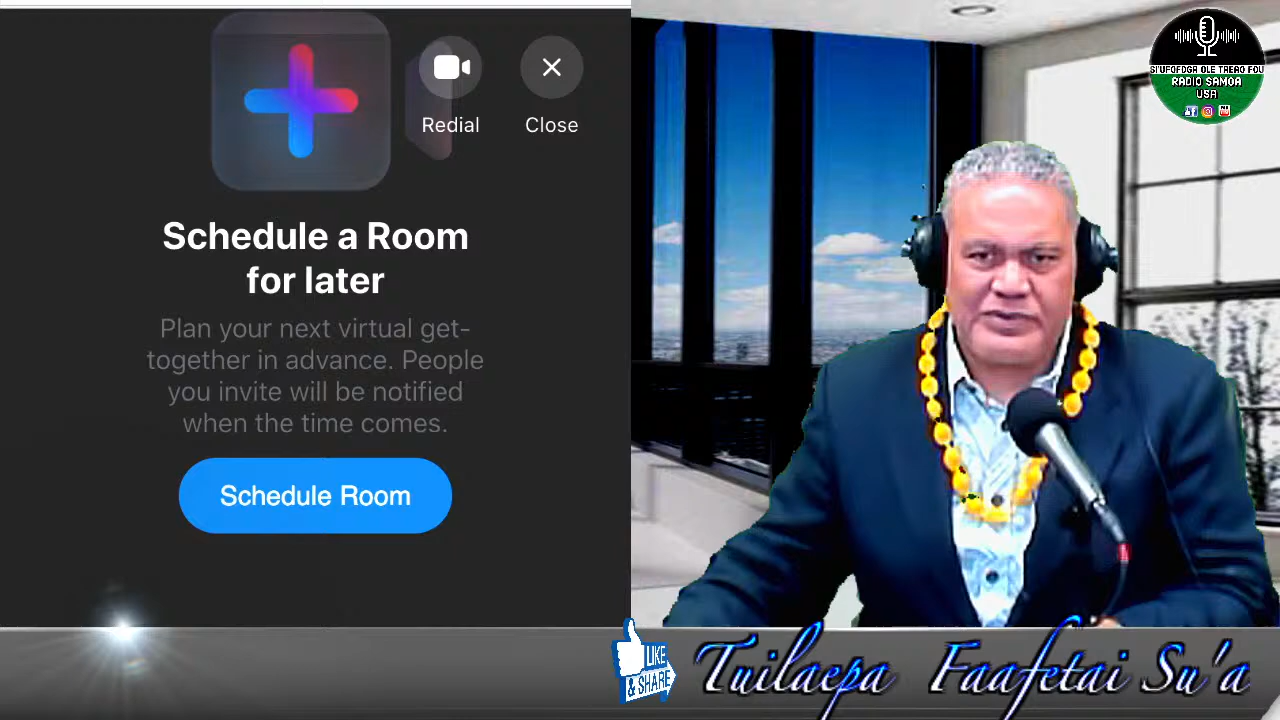 Redial
Close
Schedule a Room
for later
Plan your next virtual get-
together in advance. People
you invite will be notified
when the time comes.
Schedule Room
RADIO SAMOA
USA
LIKE
& SHARE
Tuilaepa Faafetai Su'a